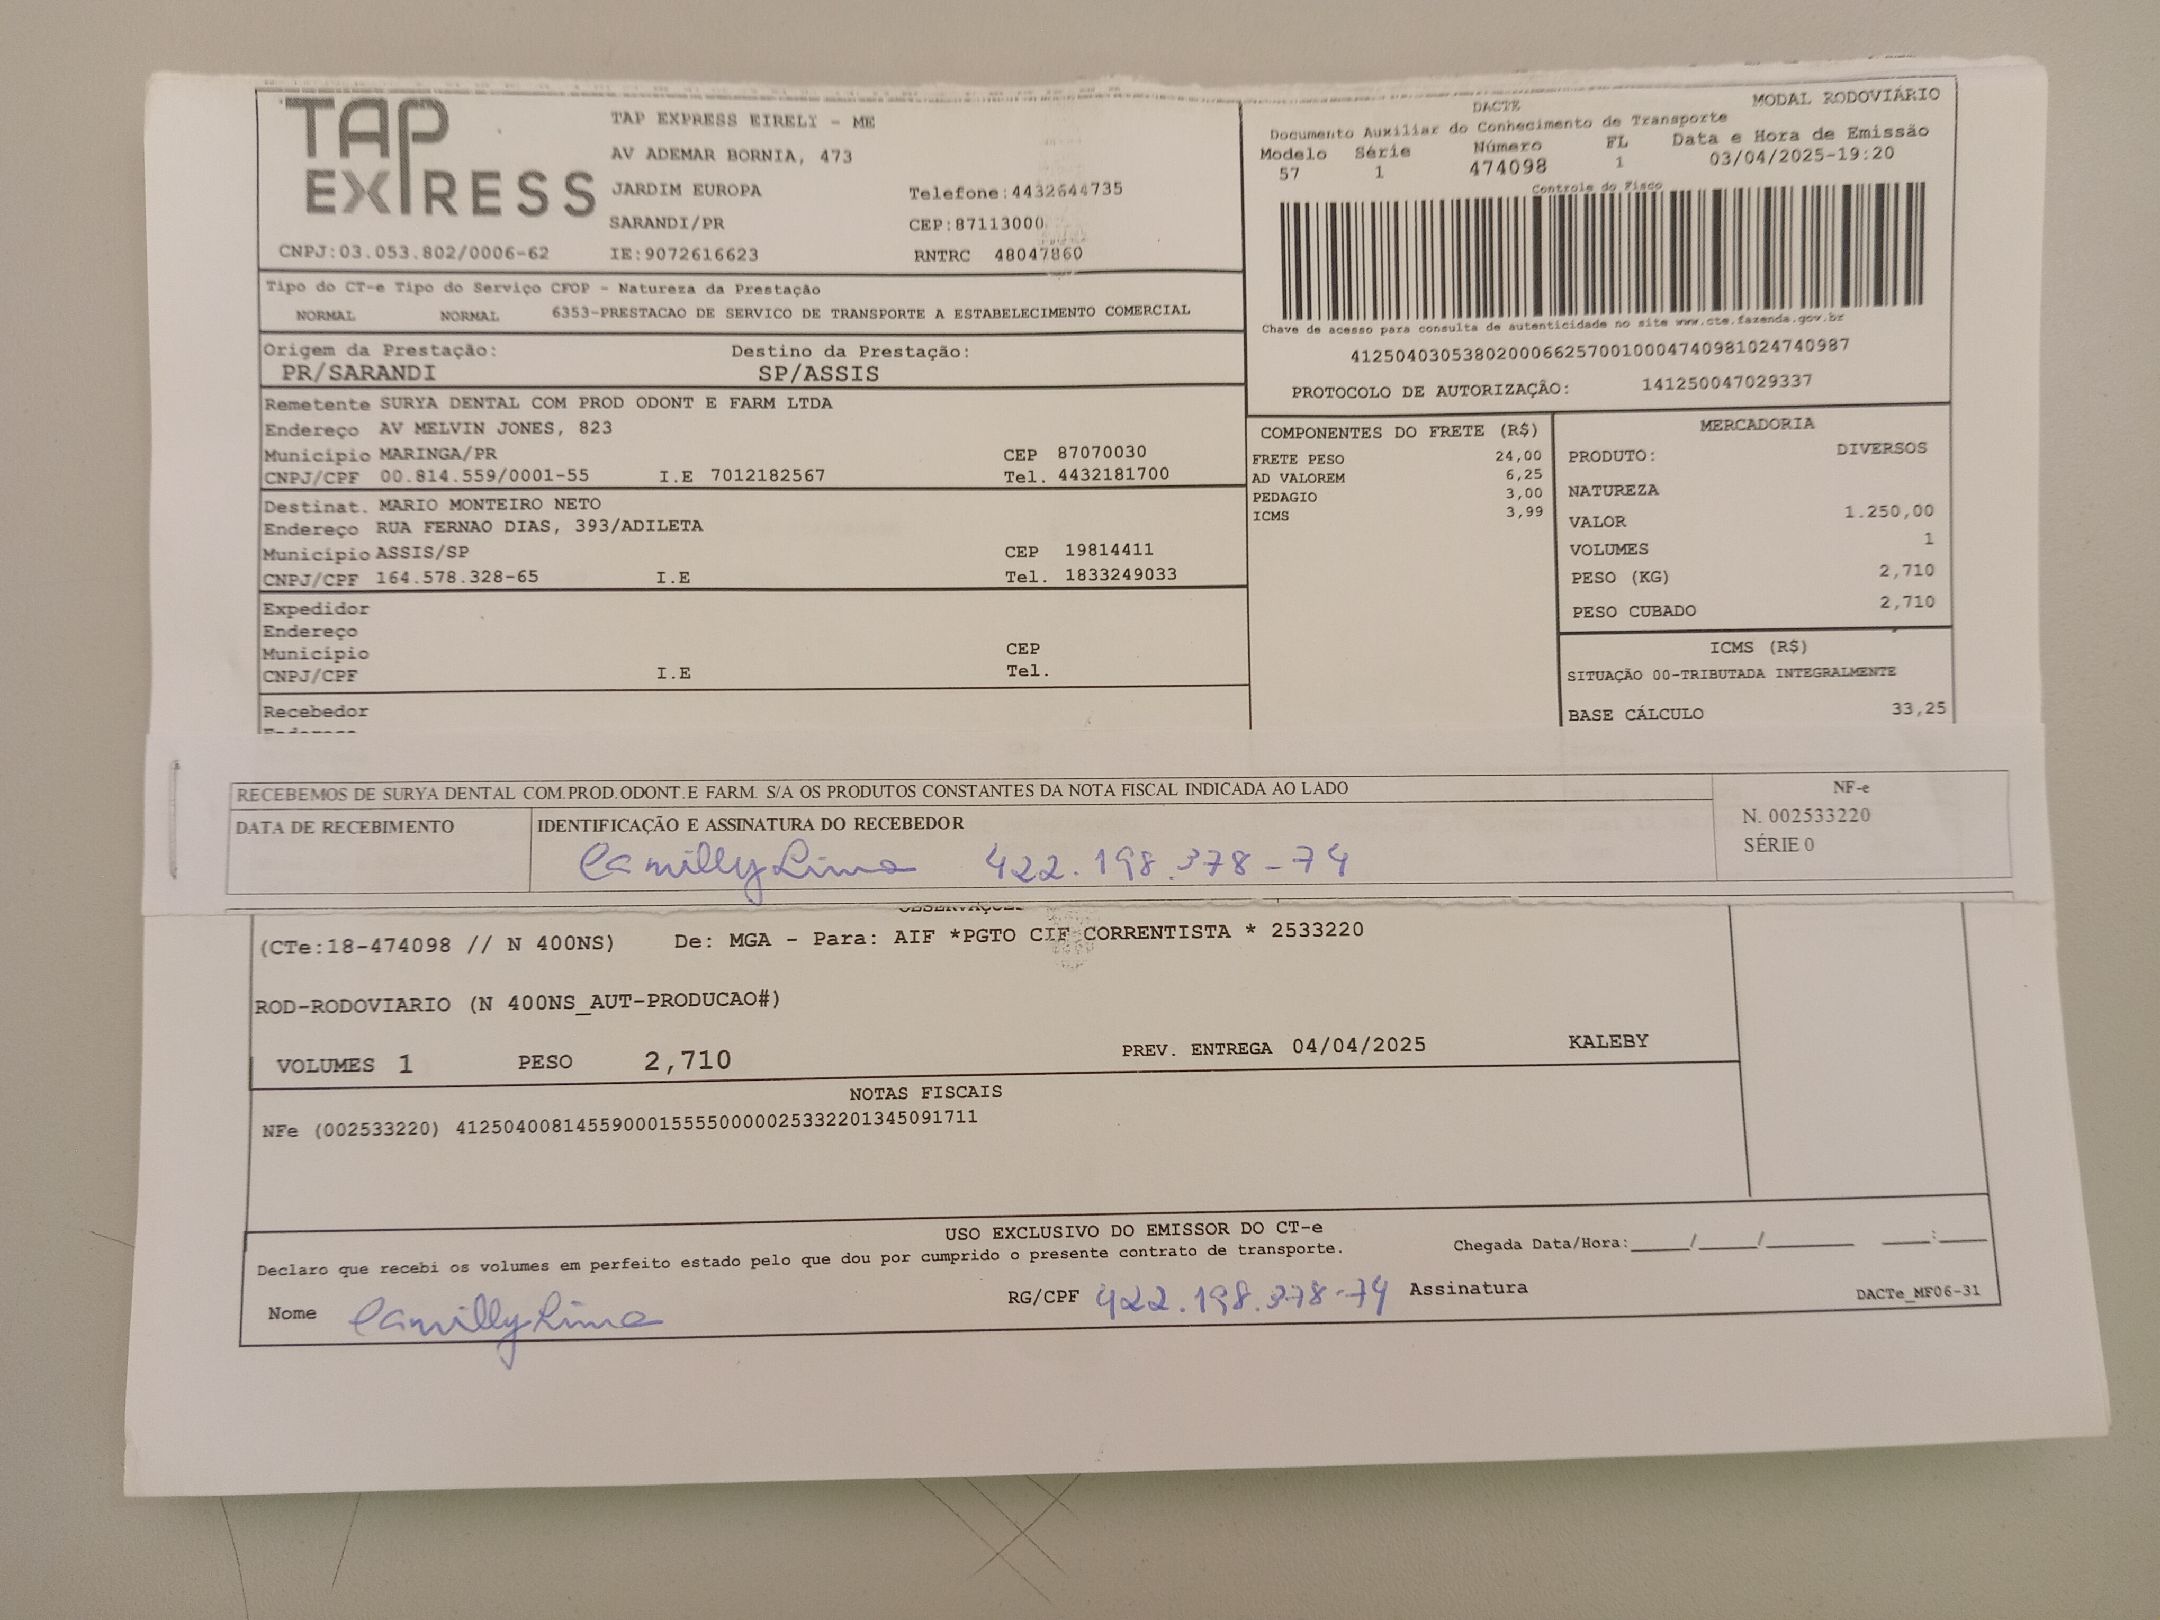 TAP EXPRESS
TAP EXPRESS EIRELI - ME
AV ADEMAR BORNIA, 473
JARDIM EUROPA Telefone:4432644735
SARANDI/PR CEP:87113000
CNPJ:03.053.802/0006-62 IE:9072616623 RNTRC 48047860
DACTE MODAL RODOVIÁRIO
Documento Auxiliar do Conhecimento de Transporte
Modelo Série Número FL Data e Hora de Emissão
57 1 474098 1 03/04/2025-19:20
Controle do Fisco
Chave de acesso para consulta de autenticidade no site www.cte.fazenda.gov.br
41250403053802000662570010004740981024740987
PROTOCOLO DE AUTORIZAÇÃO: 141250047029337
Tipo do CT-e Tipo do Serviço CFOP - Natureza da Prestação
NORMAL NORMAL 6353-PRESTACAO DE SERVICO DE TRANSPORTE A ESTABELECIMENTO COMERCIAL
Origem da Prestação: Destino da Prestação:
PR/SARANDI SP/ASSIS
Remetente SURYA DENTAL COM PROD ODONT E FARM LTDA
Endereço AV MELVIN JONES, 823
Município MARINGA/PR CEP 87070030
CNPJ/CPF 00.814.559/0001-55 I.E 7012182567 Tel. 4432181700
Destinat. MARIO MONTEIRO NETO
Endereço RUA FERNAO DIAS, 393/ADILETA
Município ASSIS/SP CEP 19814411
CNPJ/CPF 164.578.328-65 I.E Tel. 1833249033
Expedidor
Endereço
Município CEP
CNPJ/CPF I.E Tel.
Recebedor
COMPONENTES DO FRETE (R$)
FRETE PESO 24,00
AD VALOREM 6,25
PEDAGIO 3,00
ICMS 3,99
MERCADORIA
PRODUTO: DIVERSOS
NATUREZA
VALOR 1.250,00
VOLUMES 1
PESO (KG) 2,710
PESO CUBADO 2,710
ICMS (R$)
SITUAÇÃO 00-TRIBUTADA INTEGRALMENTE
BASE CÁLCULO 33,25
RECEBEMOS DE SURYA DENTAL COM.PROD.ODONT.E FARM. S/A OS PRODUTOS CONSTANTES DA NOTA FISCAL INDICADA AO LADO
DATA DE RECEBIMENTO IDENTIFICAÇÃO E ASSINATURA DO RECEBEDOR
Camilly Lima 422.198.378-74
NF-e
N. 002533220
SÉRIE 0
(CTe:18-474098 // N 400NS) De: MGA - Para: AIF *PGTO CIF CORRENTISTA * 2533220
ROD-RODOVIARIO (N 400NS_AUT-PRODUCAO#)
VOLUMES 1 PESO 2,710 PREV. ENTREGA 04/04/2025 KALEBY
NOTAS FISCAIS
NFe (002533220) 41250400814559000155550000025332201345091711
USO EXCLUSIVO DO EMISSOR DO CT-e
Declaro que recebi os volumes em perfeito estado pelo que dou por cumprido o presente contrato de transporte. Chegada Data/Hora:____/____/______ ___:___
Nome Camilly Lima RG/CPF 422.198.378-74 Assinatura DACTe_MF06-31